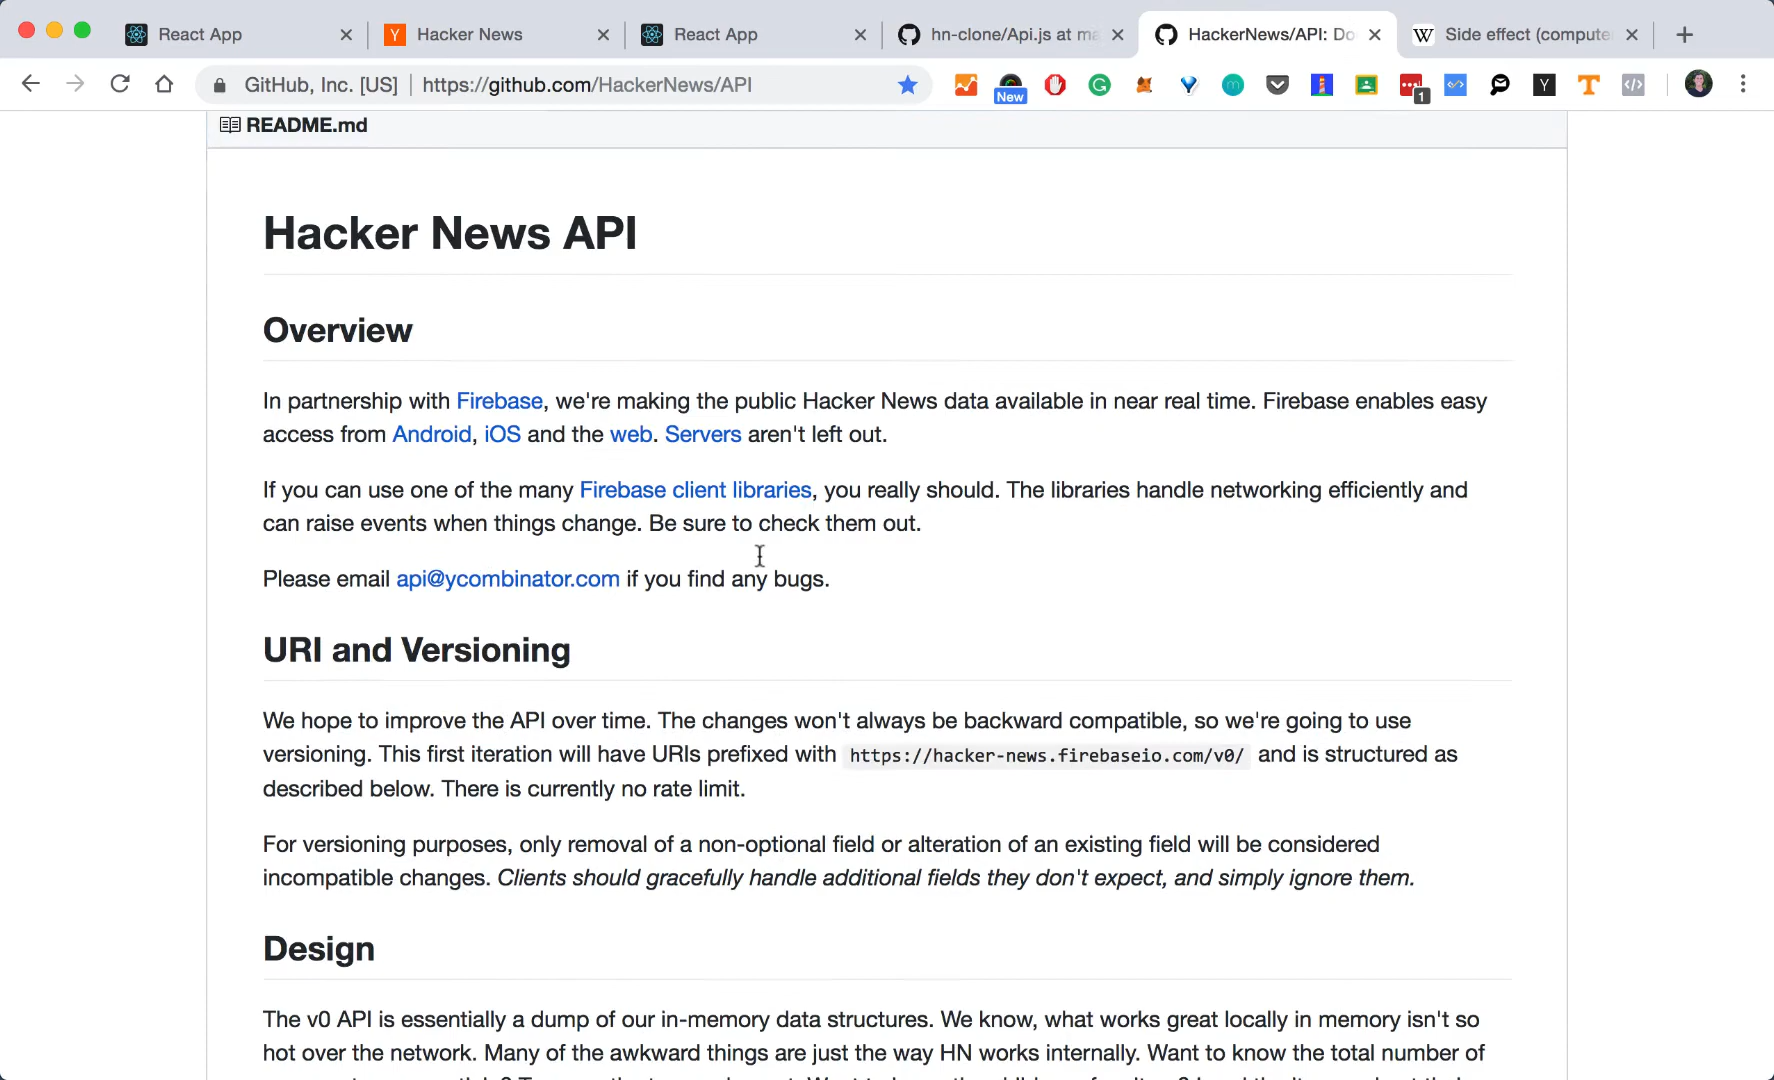 React App
Hacker News
React App
hn-clone/Api.js at ma
HackerNews/API: Do
W Side effect (compute
GitHub, Inc. [US] | https://github.com/HackerNews/API
New
1
README.md
Hacker News API
Overview
In partnership with Firebase, we're making the public Hacker News data available in near real time. Firebase enables easy
access from Android, iOS and the web. Servers aren't left out.
If you can use one of the many Firebase client libraries, you really should. The libraries handle networking efficiently and
can raise events when things change. Be sure to check them out.
Please email api@ycombinator.com if you find any bugs.
URI and Versioning
We hope to improve the API over time. The changes won't always be backward compatible, so we're going to use
versioning. This first iteration will have URIs prefixed with https://hacker-news.firebaseio.com/v0/ and is structured as
described below. There is currently no rate limit.
For versioning purposes, only removal of a non-optional field or alteration of an existing field will be considered
incompatible changes. Clients should gracefully handle additional fields they don't expect, and simply ignore them.
Design
The v0 API is essentially a dump of our in-memory data structures. We know, what works great locally in memory isn't so
hot over the network. Many of the awkward things are just the way HN works internally. Want to know the total number of